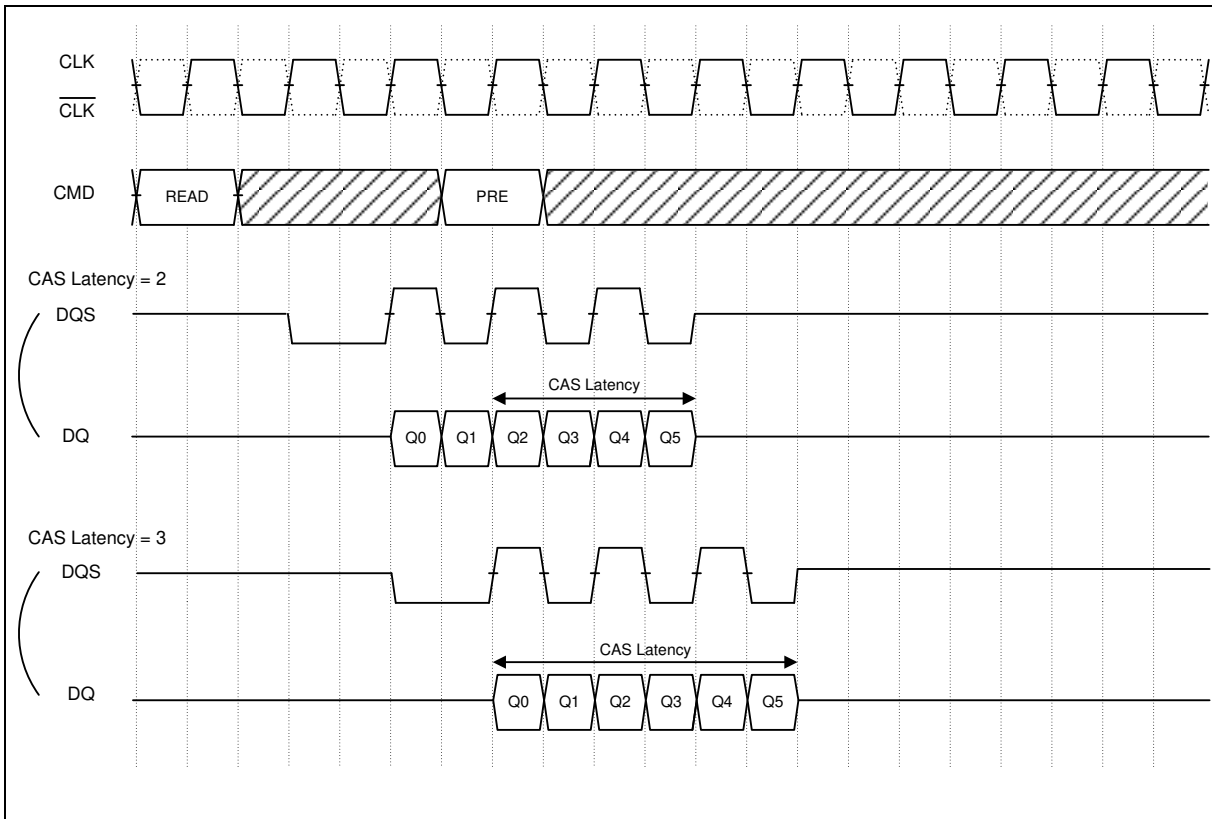 CLK
CLK
CMD
READ
PRE
CAS Latency = 2
DQS
CAS Latency
DQ
Q0 Q1 Q2 Q3 Q4 Q5
CAS Latency = 3
DQS
CAS Latency
DQ
Q0 Q1 Q2 Q3 Q4 Q5